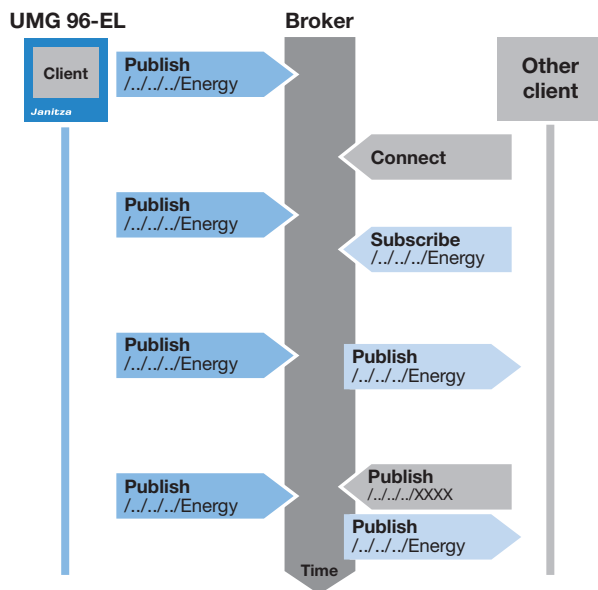 UMG 96-EL
Broker
Client
Janitza
Publish
/../../../Energy
Other
client
Connect
Publish
/../../../Energy
Subscribe
/../../../Energy
Publish
/../../../Energy
Publish
/../../../Energy
Publish
/../../../XXXX
Publish
/../../../Energy
Publish
/../../../Energy
Time